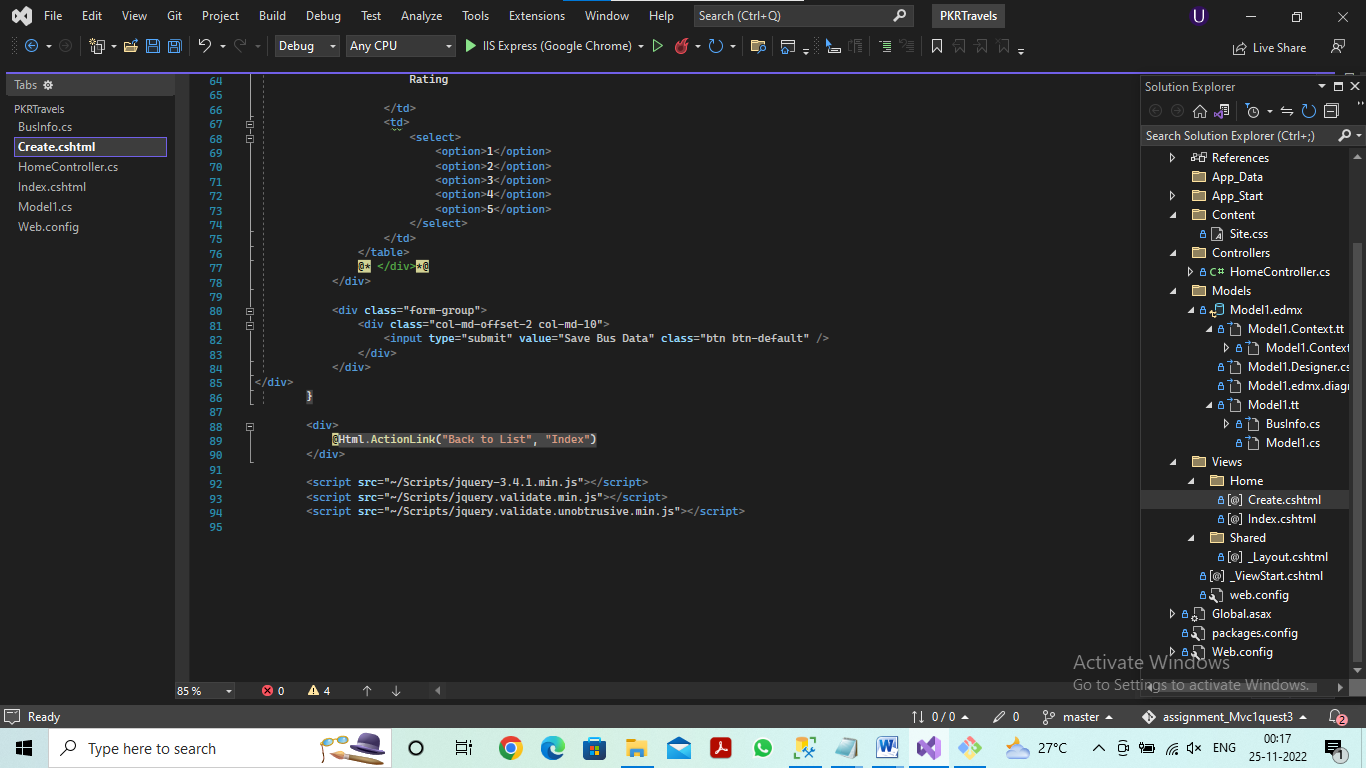 File Edit View Git Project Build Debug Test Analyze Tools Extensions Window Help Search (Ctrl+Q) PKRTravels U
Debug Any CPU IIS Express (Google Chrome) Live Share
Tabs
PKRTravels
BusInfo.cs
Create.cshtml
HomeController.cs
Index.cshtml
Model1.cs
Web.config
64 Rating
65
66 </td>
67 <td>
68 <select>
69 <option>1</option>
70 <option>2</option>
71 <option>3</option>
72 <option>4</option>
73 <option>5</option>
74 </select>
75 </td>
76 </table>
77 @* </div>*@
78 </div>
79
80 <div class="form-group">
81 <div class="col-md-offset-2 col-md-10">
82 <input type="submit" value="Save Bus Data" class="btn btn-default" />
83 </div>
84 </div>
85 </div>
86 }
87
88 <div>
89 @Html.ActionLink("Back to List", "Index")
90 </div>
91
92 <script src="~/Scripts/jquery-3.4.1.min.js"></script>
93 <script src="~/Scripts/jquery.validate.min.js"></script>
94 <script src="~/Scripts/jquery.validate.unobtrusive.min.js"></script>
95
Solution Explorer
Search Solution Explorer (Ctrl+;)
References
App_Data
App_Start
Content
Site.css
Controllers
C# HomeController.cs
Models
Model1.edmx
Model1.Context.tt
Model1.Context
Model1.Designer.cs
Model1.edmx.diagr
Model1.tt
BusInfo.cs
Model1.cs
Views
Home
[@] Create.cshtml
[@] Index.cshtml
Shared
[@] _Layout.cshtml
[@] _ViewStart.cshtml
web.config
Global.asax
packages.config
Web.config
Activate Windows
Go to Settings to activate Windows.
85 % 0 4
Ready 0 / 0 0 master assignment_Mvc1quest3 2
Type here to search 27°C ENG 00:17
25-11-2022 1